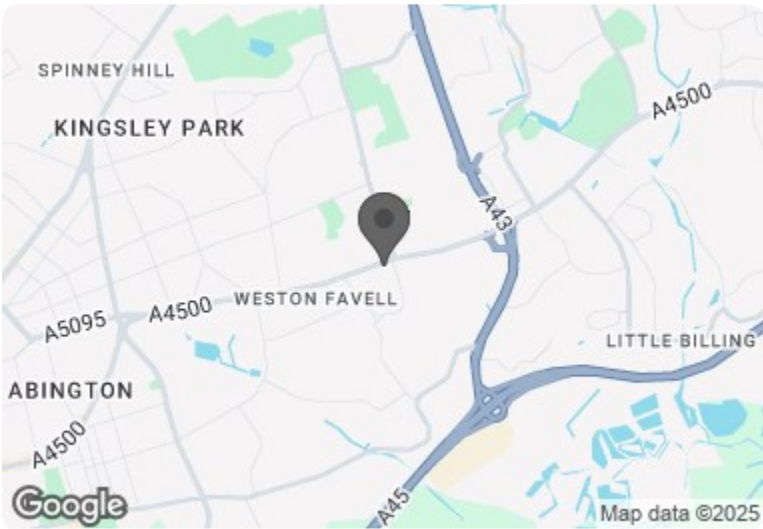 SPINNEY HILL
KINGSLEY PARK
A4500
A43
WESTON FAVELL
A4500
A5095
LITTLE BILLING
ABINGTON
A4500
A45
Google
Map data ©2025